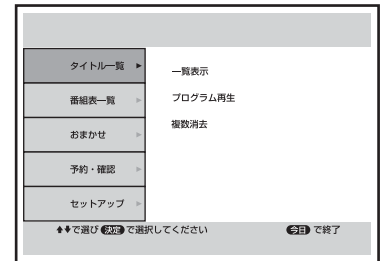 タイトル一覧 ▶
一覧表示
番組表一覧 ▶
プログラム再生
おまかせ ▶
複数消去
予約・確認 ▶
セットアップ ▶
▲▼で選び 決定 で選択してください
今日 で終了